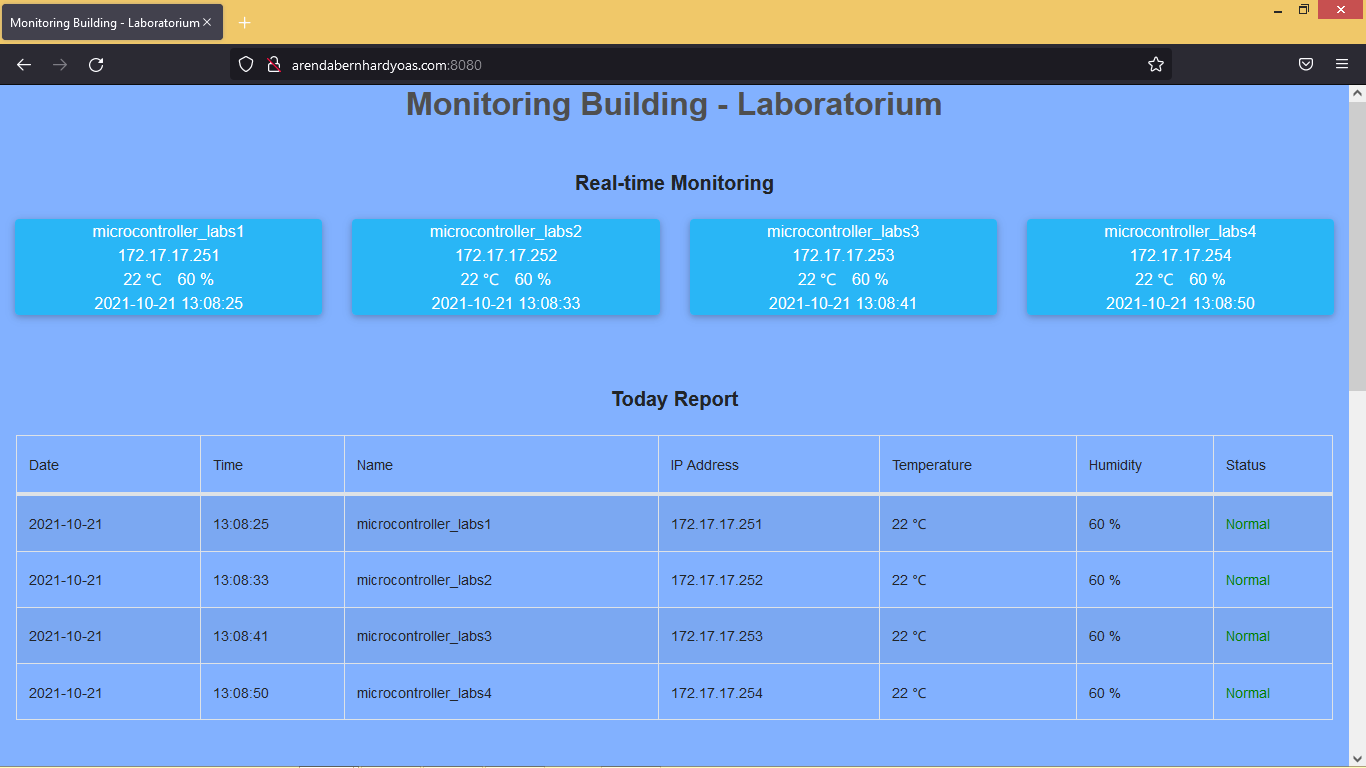 Monitoring Building - Laboratorium
arendabernhardyoas.com:8080
Monitoring Building - Laboratorium
Real-time Monitoring
microcontroller_labs1
172.17.17.251
22 °C 60 %
2021-10-21 13:08:25
microcontroller_labs2
172.17.17.252
22 °C 60 %
2021-10-21 13:08:33
microcontroller_labs3
172.17.17.253
22 °C 60 %
2021-10-21 13:08:41
microcontroller_labs4
172.17.17.254
22 °C 60 %
2021-10-21 13:08:50
Today Report
Date Time Name IP Address Temperature Humidity Status
2021-10-21 13:08:25 microcontroller_labs1 172.17.17.251 22 °C 60 % Normal
2021-10-21 13:08:33 microcontroller_labs2 172.17.17.252 22 °C 60 % Normal
2021-10-21 13:08:41 microcontroller_labs3 172.17.17.253 22 °C 60 % Normal
2021-10-21 13:08:50 microcontroller_labs4 172.17.17.254 22 °C 60 % Normal